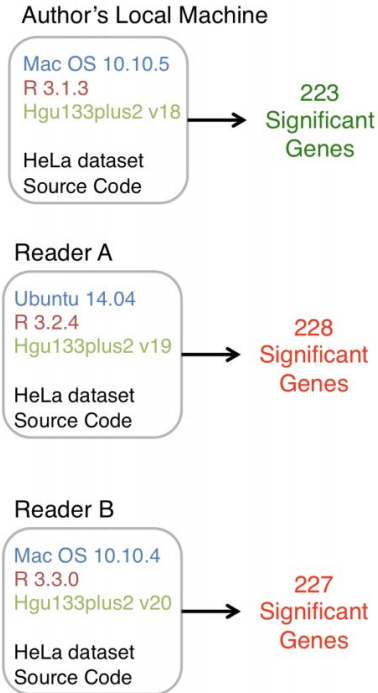 Author's Local Machine
Mac OS 10.10.5
R 3.1.3
Hgu133plus2 v18
HeLa dataset
Source Code
223
Significant
Genes
Reader A
Ubuntu 14.04
R 3.2.4
Hgu133plus2 v19
HeLa dataset
Source Code
228
Significant
Genes
Reader B
Mac OS 10.10.4
R 3.3.0
Hgu133plus2 v20
HeLa dataset
Source Code
227
Significant
Genes